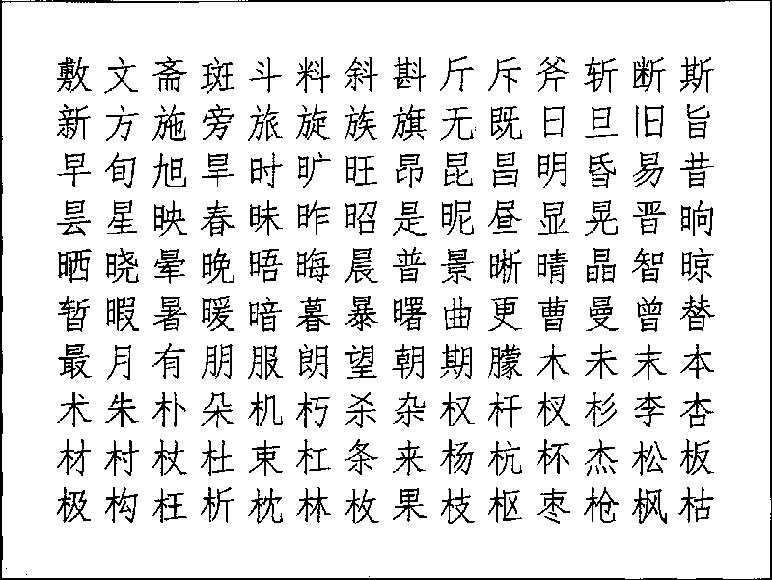 敷文斋斑斗料斜斟斤斥斧斩断斯
新方施旁旅旋族旗无既日旦旧旨
早旬旭旱时旷旺昂昆昌明昏易昔
昙星映春昧昨昭是昵昼显晃晋晌
晒晓晕晚晤晦晨普景晰晴晶智晾
暂暇暑暖暗暮暴曙曲更曹曼曾替
最月有朋服朗望朝期朦木未末本
术朱朴朵机朽杀杂权杆杈杉李杏
材村杖杜束杠条来杨杭杯杰松板
极构枉析枕林枚果枝枢枣枪枫枯